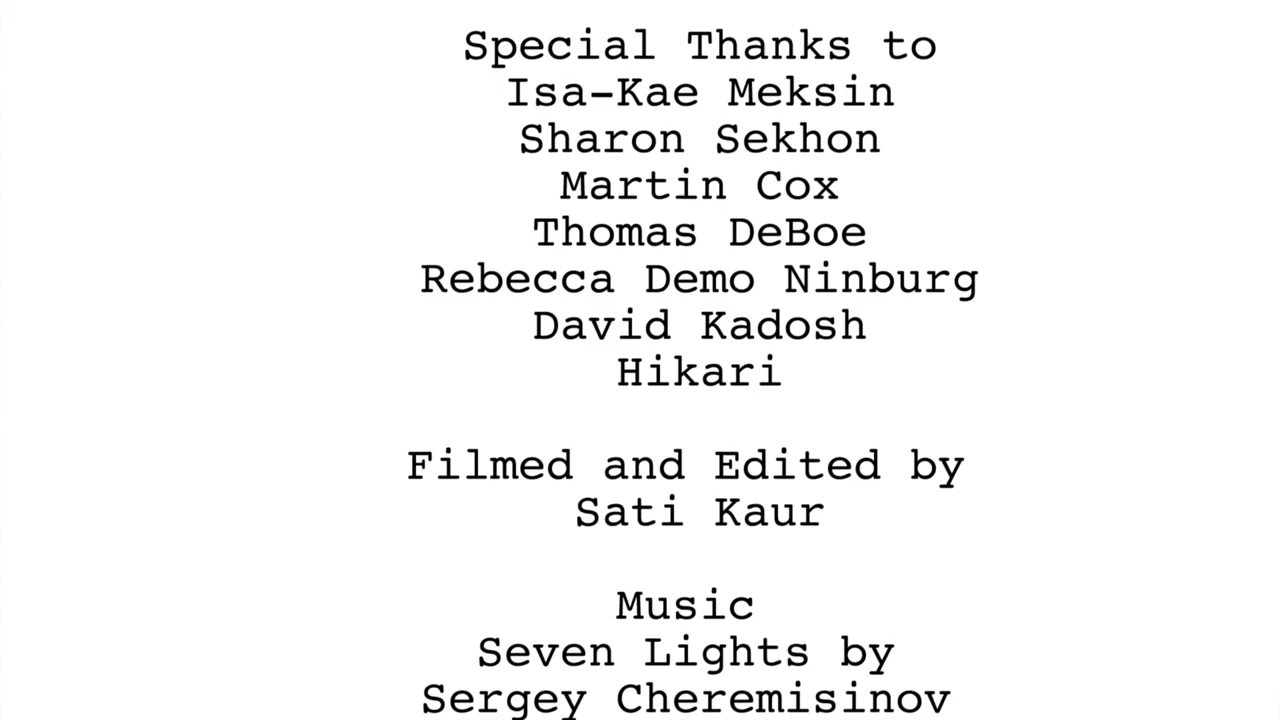 Special Thanks to
Isa-Kae Meksin
Sharon Sekhon
Martin Cox
Thomas DeBoe
Rebecca Demo Ninburg
David Kadosh
Hikari
Filmed and Edited by
Sati Kaur
Music
Seven Lights by
Sergey Cheremisinov